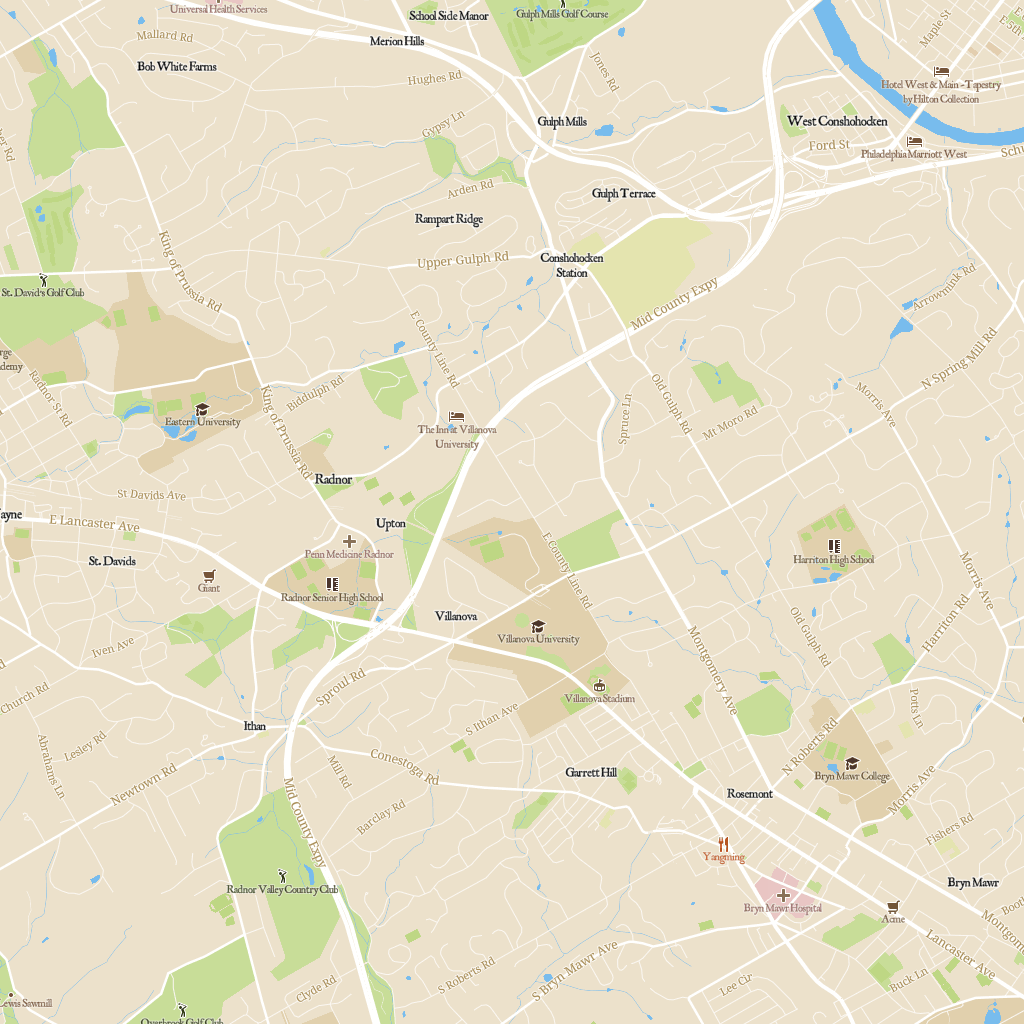 Universal Health Services
School Side Manor
Gulph Mills Golf Course
Maple St
E 5th
Mallard Rd
Merion Hills
Bob White Farms
Hughes Rd
Jones Rd
Hotel West & Main - Tapestry
by Hilton Collection
Gypsy Ln
Gulph Mills
West Conshohocken
Ford St
Philadelphia Marriott West
Schu
er Rd
Arden Rd
Gulph Terrace
Rampart Ridge
King of Prussia Rd
Upper Gulph Rd
Conshohocken
Station
St. David's Golf Club
Mid County Expy
Arrowmink Rd
E County Line Rd
N Spring Mill Rd
rge
demy
Radnor St Rd
Biddulph Rd
Old Gulph Rd
Morris Ave
Spruce Ln
Mt Moro Rd
King of Prussia Rd
Eastern University
The Inn at Villanova
University
Radnor
St Davids Ave
ayne
E Lancaster Ave
Upton
Penn Medicine Radnor
E County Line Rd
Harriton High School
St. Davids
Giant
Radnor Senior High School
Morris Ave
Villanova
Villanova University
Old Gulph Rd
Harriton Rd
Iven Ave
Montgomery Ave
Sproul Rd
Villanova Stadium
Church Rd
Potts Ln
S Ithan Ave
Ithan
N Roberts Rd
Lesley Rd
Abrahams Ln
Newtown Rd
Mill Rd
Conestoga Rd
Garrett Hill
Bryn Mawr College
Rosemont
Morris Ave
Mid County Expy
Barclay Rd
Fishers Rd
Yangming
Radnor Valley Country Club
Bryn Mawr
Bryn Mawr Hospital
Acme
Booth
Montgom
Lancaster Ave
S Bryn Mawr Ave
S Roberts Rd
Clyde Rd
Lee Cir
Buck Ln
Lewis Sawmill
Overbrook Golf Club